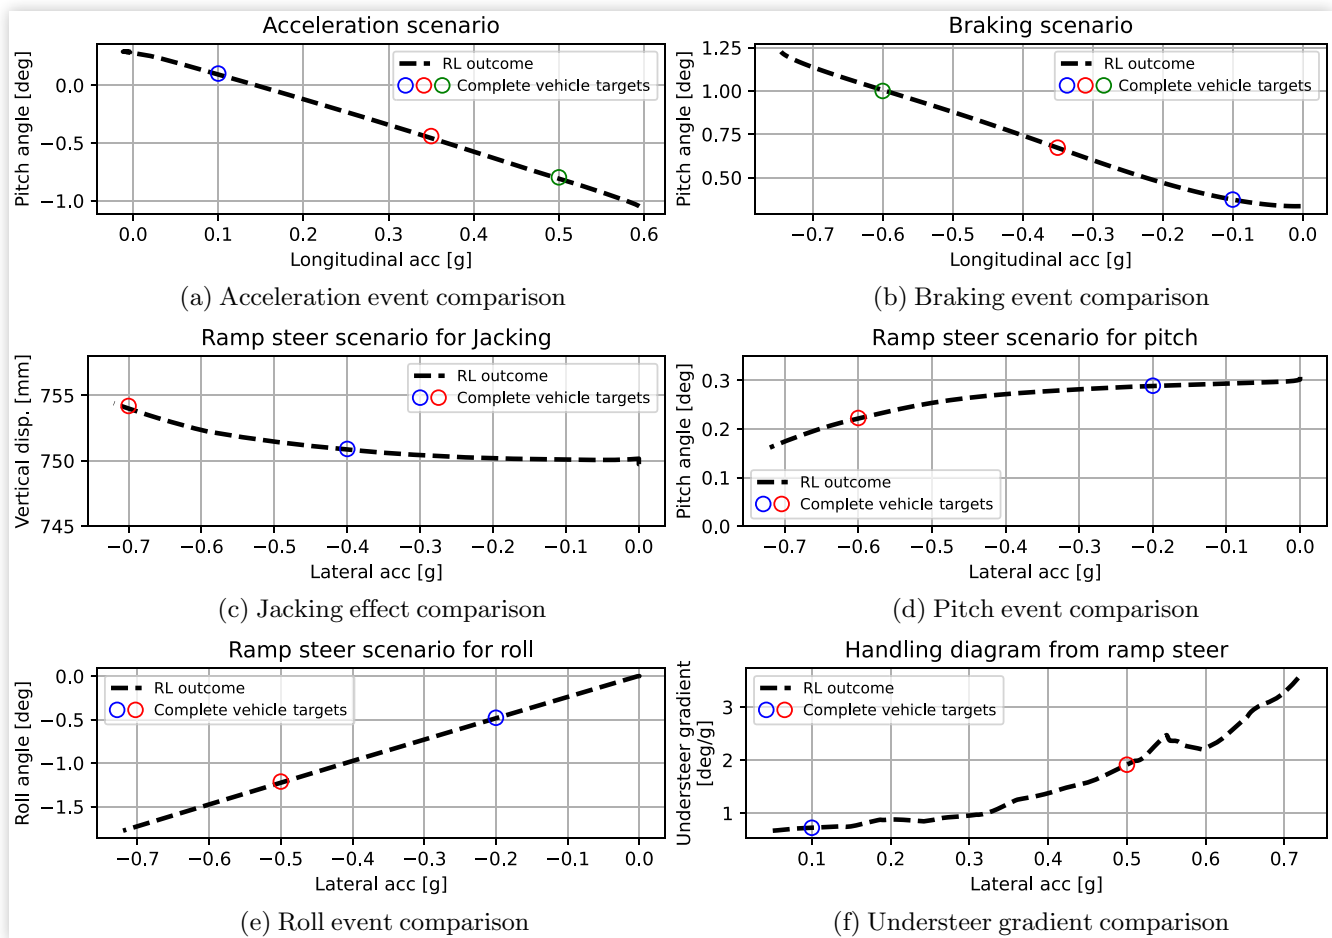 Acceleration scenario
Pitch angle [deg]
0.0
−0.5
−1.0
RL outcome
Complete vehicle targets
0.0 0.1 0.2 0.3 0.4 0.5 0.6
Longitudinal acc [g]
(a) Acceleration event comparison
Braking scenario
Pitch angle [deg]
1.25
1.00
0.75
0.50
RL outcome
Complete vehicle targets
−0.7 −0.6 −0.5 −0.4 −0.3 −0.2 −0.1 0.0
Longitudinal acc [g]
(b) Braking event comparison
Ramp steer scenario for Jacking
Vertical disp. [mm]
755
750
745
RL outcome
Complete vehicle targets
−0.7 −0.6 −0.5 −0.4 −0.3 −0.2 −0.1 0.0
Lateral acc [g]
(c) Jacking effect comparison
Ramp steer scenario for pitch
Pitch angle [deg]
0.3
0.2
0.1
0.0
RL outcome
Complete vehicle targets
−0.7 −0.6 −0.5 −0.4 −0.3 −0.2 −0.1 0.0
Lateral acc [g]
(d) Pitch event comparison
Ramp steer scenario for roll
Roll angle [deg]
0.0
−0.5
−1.0
−1.5
RL outcome
Complete vehicle targets
−0.7 −0.6 −0.5 −0.4 −0.3 −0.2 −0.1 0.0
Lateral acc [g]
(e) Roll event comparison
Handling diagram from ramp steer
Understeer gradient
[deg/g]
3
2
1
RL outcome
Complete vehicle targets
0.1 0.2 0.3 0.4 0.5 0.6 0.7
Lateral acc [g]
(f) Understeer gradient comparison